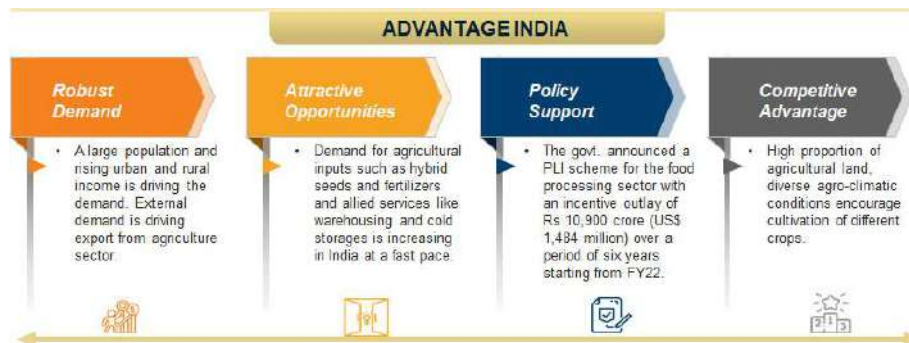 ADVANTAGE INDIA
Robust
Demand
• A large population and
rising urban and rural
income is driving the
demand. External
demand is driving
export from agriculture
sector
Attractive
Opportunities
• Demand for agricultural
inputs such as hybrid
seeds and fertilizers
and allied services like
warehousing and cold
storages is increasing
in India at a fast pace.
Policy
Support
• The govt. announced a
PLI scheme for the food
processing sector with
an incentive outlay of
Rs 10,900 crore (US$
1,484 million) over a
period of six years
starting from FY22.
Competitive
Advantage
• High proportion of
agricultural land,
diverse agro-climatic
conditions encourage
cultivation of different
crops.
2 1 3